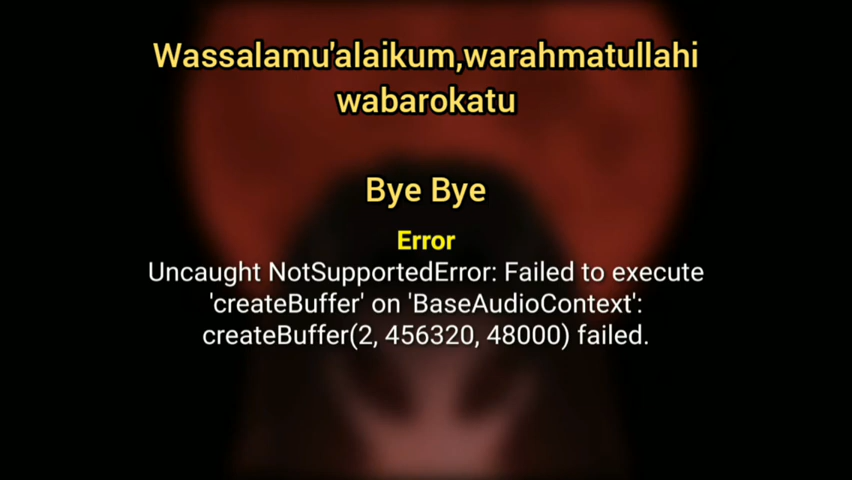 Wassalamu'alaikum,warahmatullahi
wabarokatu
Bye Bye
Error
Uncaught NotSupportedError: Failed to execute
'createBuffer' on 'BaseAudioContext':
createBuffer(2, 456320, 48000) failed.